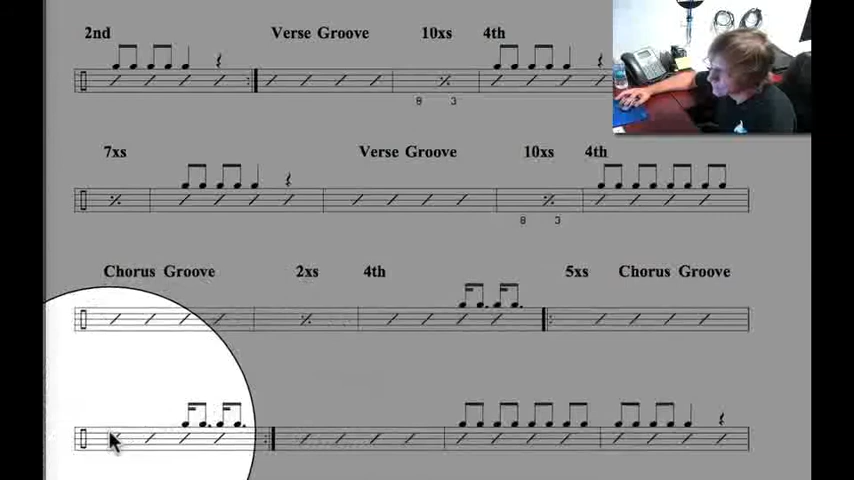 2nd Verse Groove 10xs 4th
8 3
7xs Verse Groove 10xs 4th
8 3
Chorus Groove 2xs 4th 5xs Chorus Groove